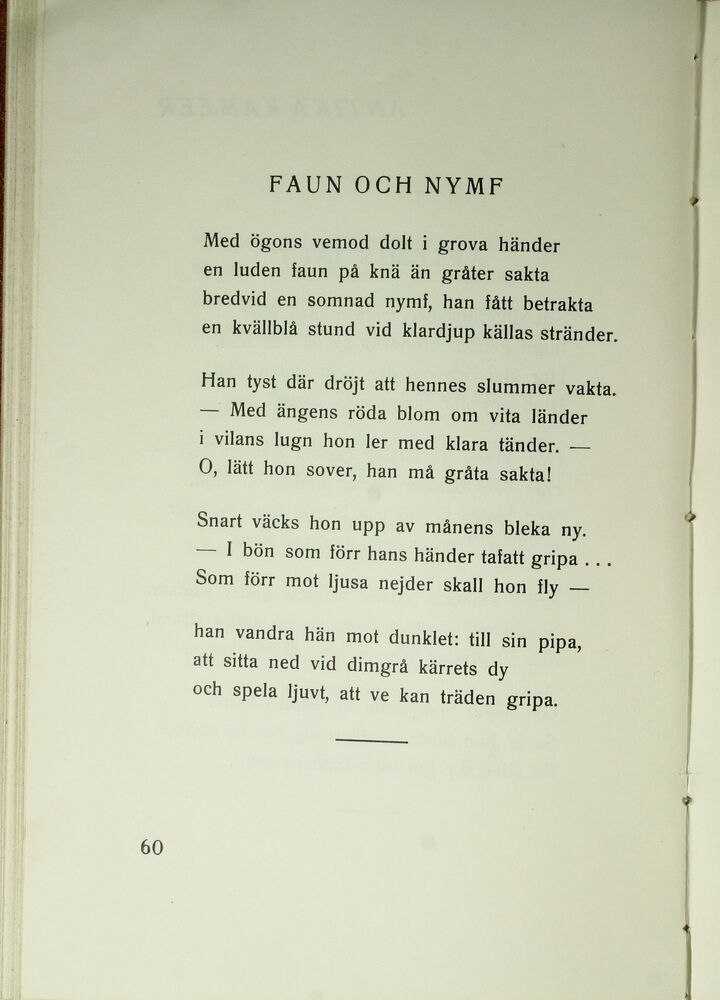 FAUN OCH NYMF
Med ögons vemod dolt i grova händer
en luden faun på knä än gråter sakta
bredvid en somnad nymf, han fått betrakta
en kvällblå stund vid klardjup källas stränder.
Han tyst där dröjt att hennes slummer vakta.
— Med ängens röda blom om vita länder
i vilans lugn hon ler med klara tänder. —
O, lätt hon sover, han må gråta sakta!
Snart väcks hon upp av månens bleka ny.
— I bön som förr hans händer tafatt gripa ...
Som förr mot ljusa nejder skall hon fly —
han vandra hän mot dunklet: till sin pipa,
att sitta ned vid dimgrå kärrets dy
och spela ljuvt, att ve kan träden gripa.
60